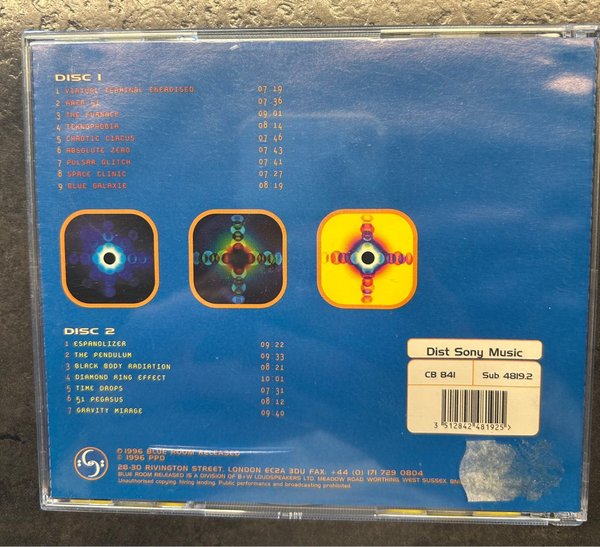 DISC 1
1 VIRTUAL TERMINAL ENERGISED 07 19
2 AREA 51 07 36
3 THE FURNACE 09 01
4 TEKNOPHOBIA 08 14
5 CHAOTIC CIRCUS 07 46
6 ABSOLUTE ZERO 07 43
7 PULSAR GLITCH 07 41
8 SPACE CLINIC 07 27
9 BLUE GALAXIE 08 19
DISC 2
1 ESPANOLIZER 09 22
2 THE PENDULUM 09 33
3 BLACK BODY RADIATION 08 21
4 DIAMOND RING EFFECT 10 01
5 TIME DROPS 07 31
6 51 PEGASUS 08 12
7 GRAVITY MIRAGE 09 40
Dist Sony Music
CB 841 Sub 4819.2
3 512842 481925 >
℗ 1996 BLUE ROOM RELEASED
© 1996 PPD
28-30 RIVINGTON STREET. LONDON EC2A 3DU FAX. +44 (0) 171 729 0804
BLUE ROOM RELEASED IS A DIVISION OF B+W LOUDSPEAKERS LTD. MEADOW ROAD WORTHING. WEST SUSSEX
Unauthorised copying. hiring lending. Public performance and broadcasting prohibited.